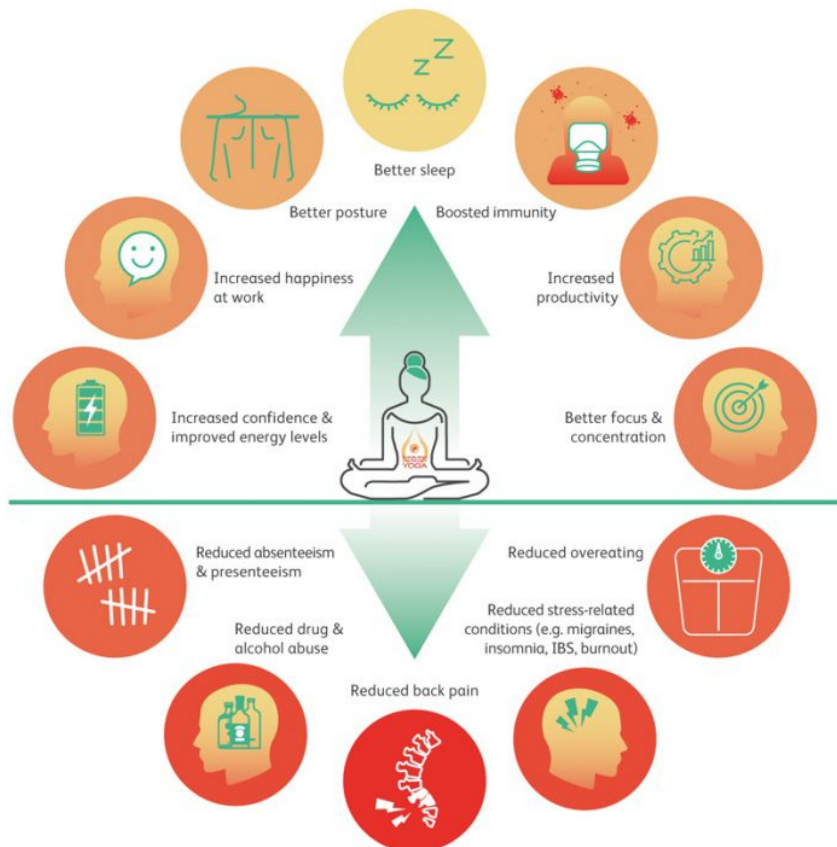 z Z
Better sleep
Better posture
Boosted immunity
Increased happiness
at work
Increased
productivity
Increased confidence &
improved energy levels
Better focus &
concentration
YOGA
Reduced absenteeism
& presenteeism
Reduced overeating
Reduced drug &
alcohol abuse
Reduced stress-related
conditions (e.g. migraines,
insomnia, IBS, burnout)
Reduced back pain